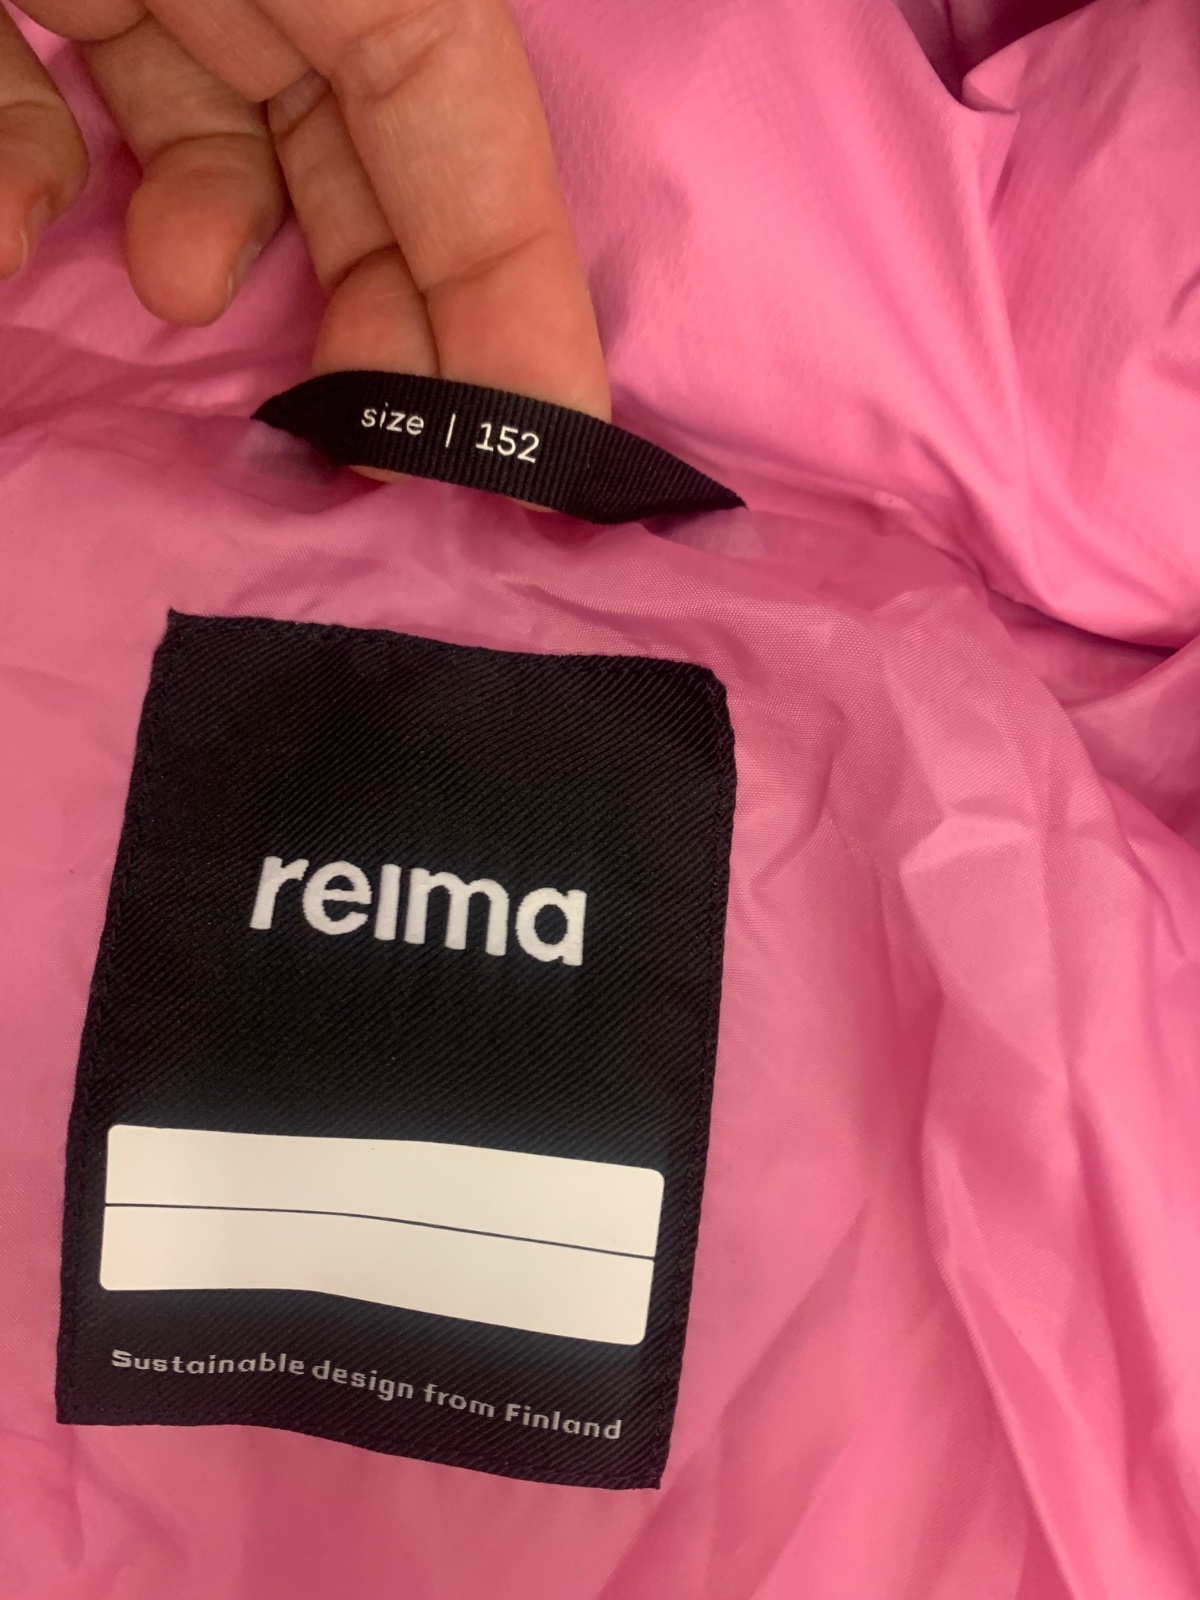 size | 152
reima
Sustainable design from Finland